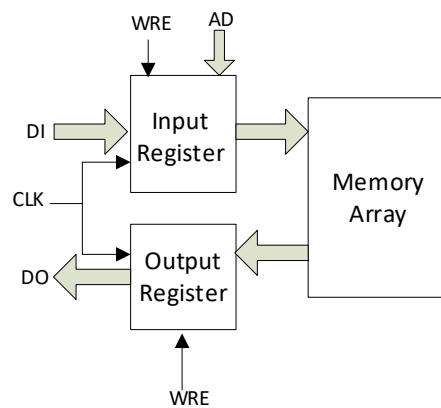 WRE
AD
DI
Input
Register
CLK
Memory
Array
DO
Output
Register
WRE